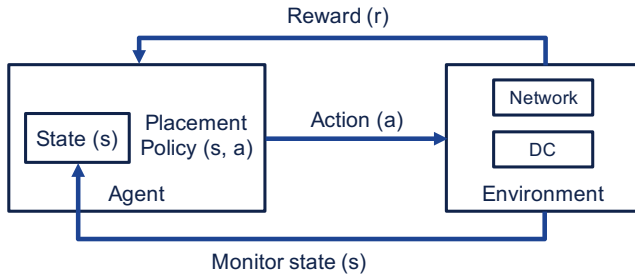 Reward (r)
State (s)
Placement
Policy (s, a)
Agent
Action (a)
Network
DC
Environment
Monitor state (s)